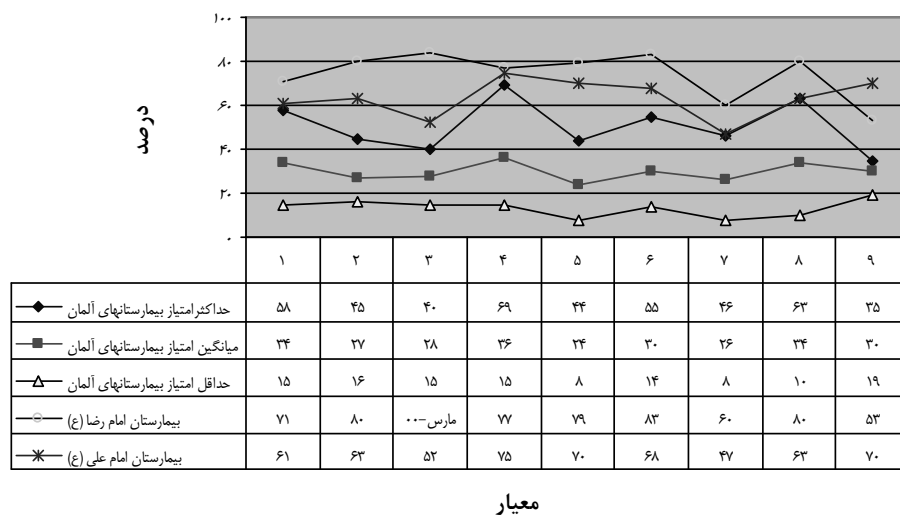 ۱۰۰
۸۰
۶۰
۴۰
۲۰
۰
درصد
۱ ۲ ۳ ۴ ۵ ۶ ۷ ۸ ۹
حداکثرامتیاز بیمارستانهای آلمان ۵۸ ۴۵ ۴۰ ۶۹ ۴۴ ۵۵ ۴۶ ۶۳ ۳۵
میانگین امتیاز بیمارستانهای آلمان ۳۴ ۲۷ ۲۸ ۳۶ ۲۴ ۳۰ ۲۶ ۳۴ ۳۰
حداقل امتیاز بیمارستانهای آلمان ۱۵ ۱۶ ۱۵ ۱۵ ۸ ۱۴ ۸ ۱۰ ۱۹
بیمارستان امام رضا (ع) ۷۱ ۸۰ مارس-۰۰ ۷۷ ۷۹ ۸۳ ۶۰ ۸۰ ۵۳
بیمارستان امام علی (ع) ۶۱ ۶۳ ۵۲ ۷۵ ۷۰ ۶۸ ۴۷ ۶۳ ۷۰
معیار